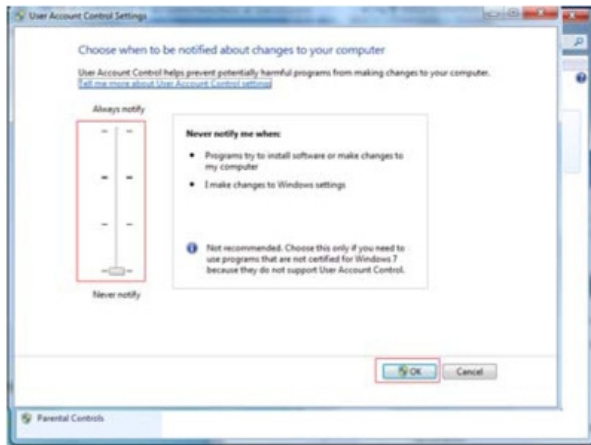 User Account Control Settings
Choose when to be notified about changes to your computer
User Account Control helps prevent potentially harmful programs from making changes to your computer.
Tell me more about User Account Control settings
Always notify
Never notify me when:
• Programs try to install software or make changes to
my computer
• I make changes to Windows settings
Not recommended. Choose this only if you need to
use programs that are not certified for Windows 7
because they do not support User Account Control.
Never notify
OK
Cancel
Parental Controls